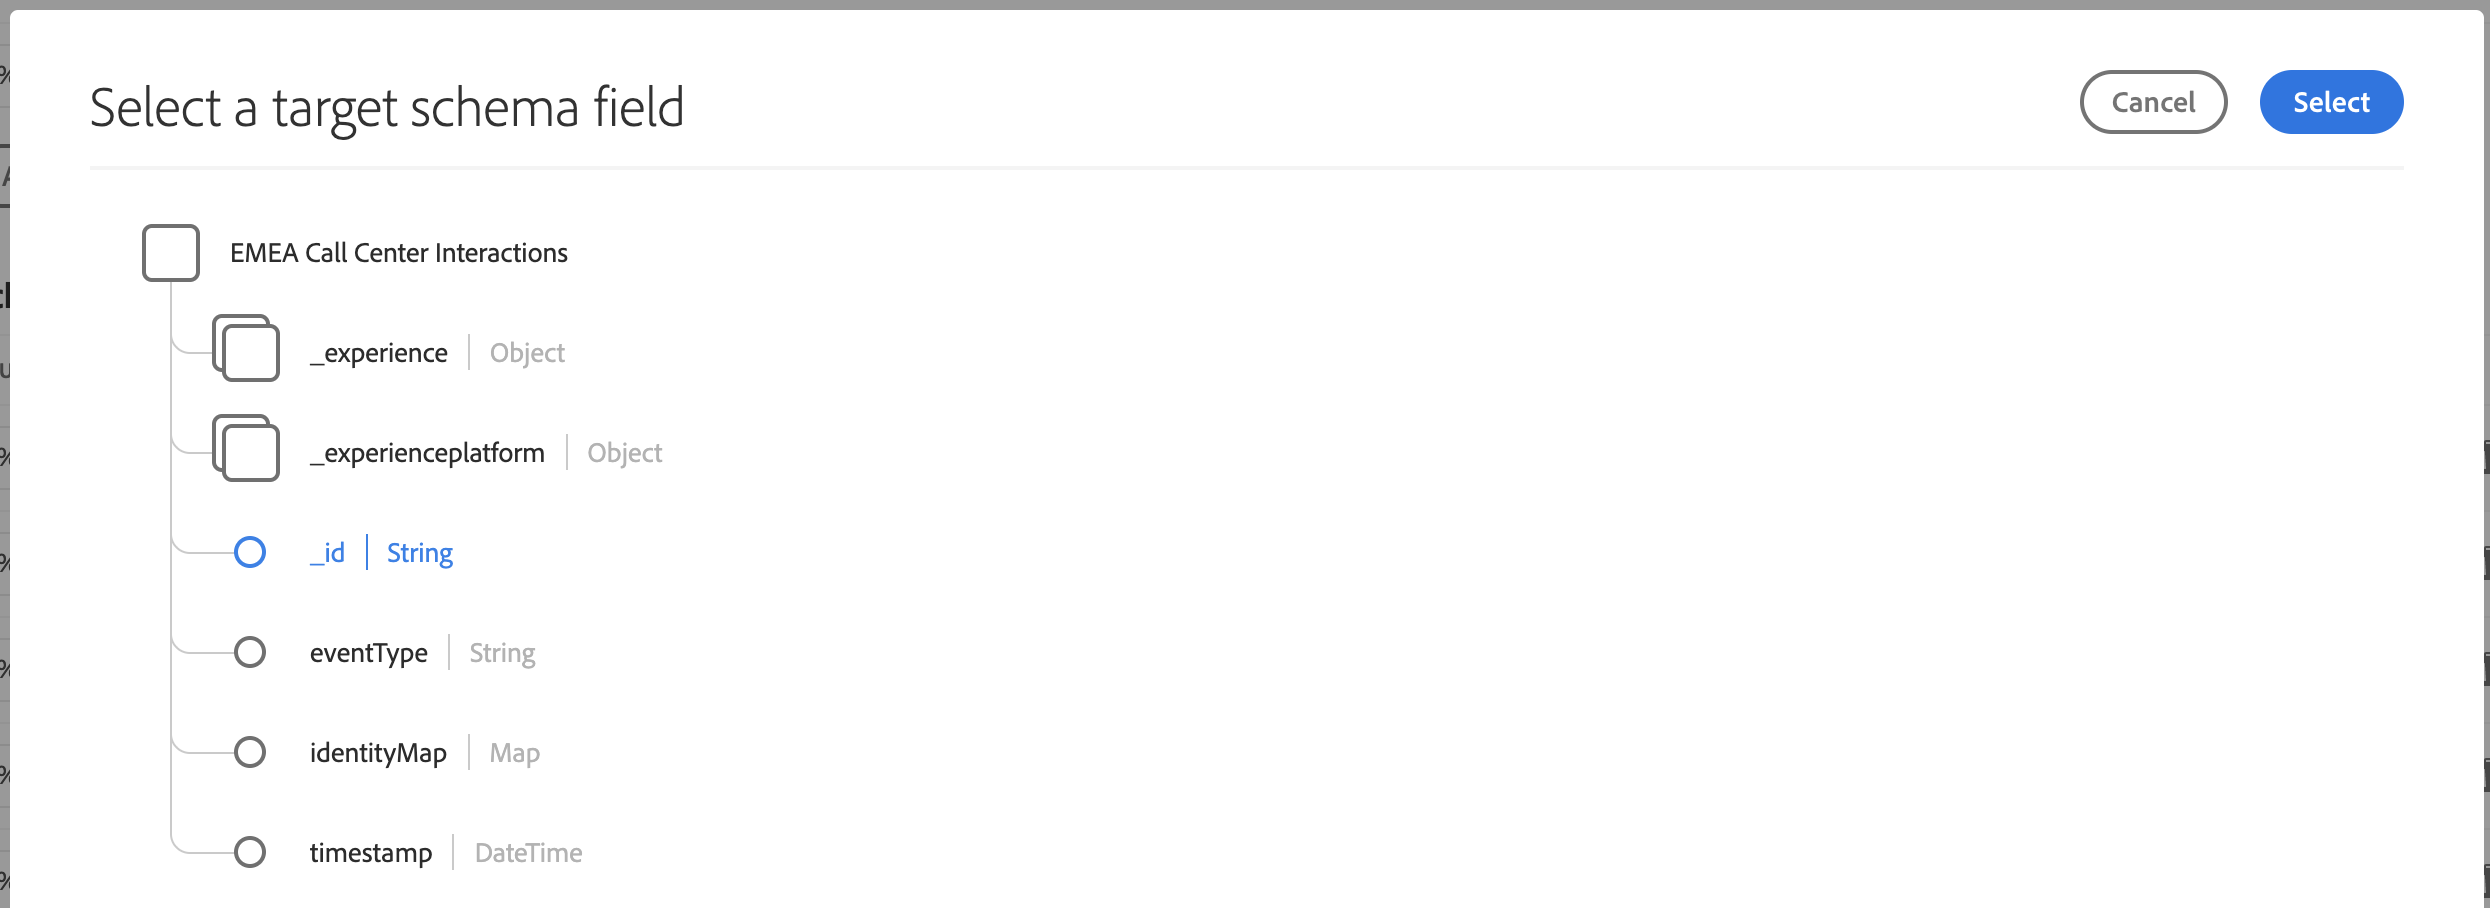 Select a target schema field
Cancel
Select
EMEA Call Center Interactions
_experience Object
_experienceplatform Object
_id String
eventType String
identityMap Map
timestamp DateTime